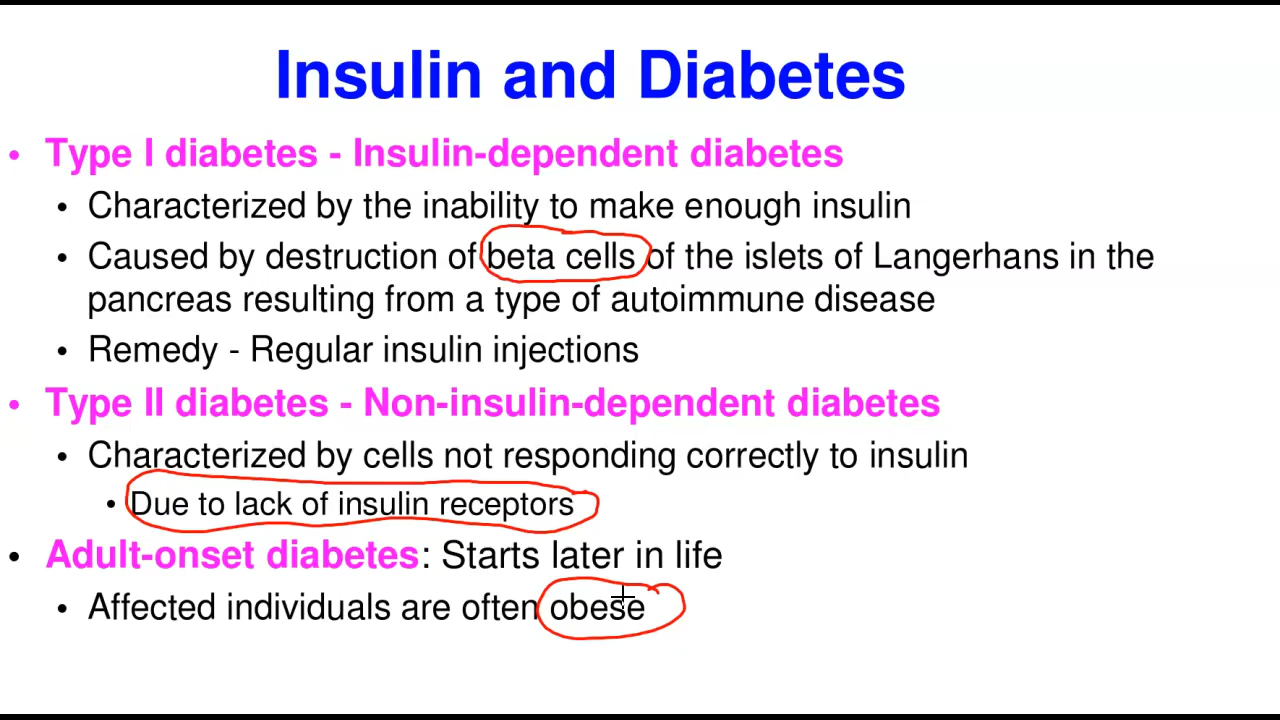 Insulin and Diabetes
• Type I diabetes - Insulin-dependent diabetes
• Characterized by the inability to make enough insulin
• Caused by destruction of beta cells of the islets of Langerhans in the
pancreas resulting from a type of autoimmune disease
• Remedy - Regular insulin injections
• Type II diabetes - Non-insulin-dependent diabetes
• Characterized by cells not responding correctly to insulin
• Due to lack of insulin receptors
• Adult-onset diabetes: Starts later in life
• Affected individuals are often obese